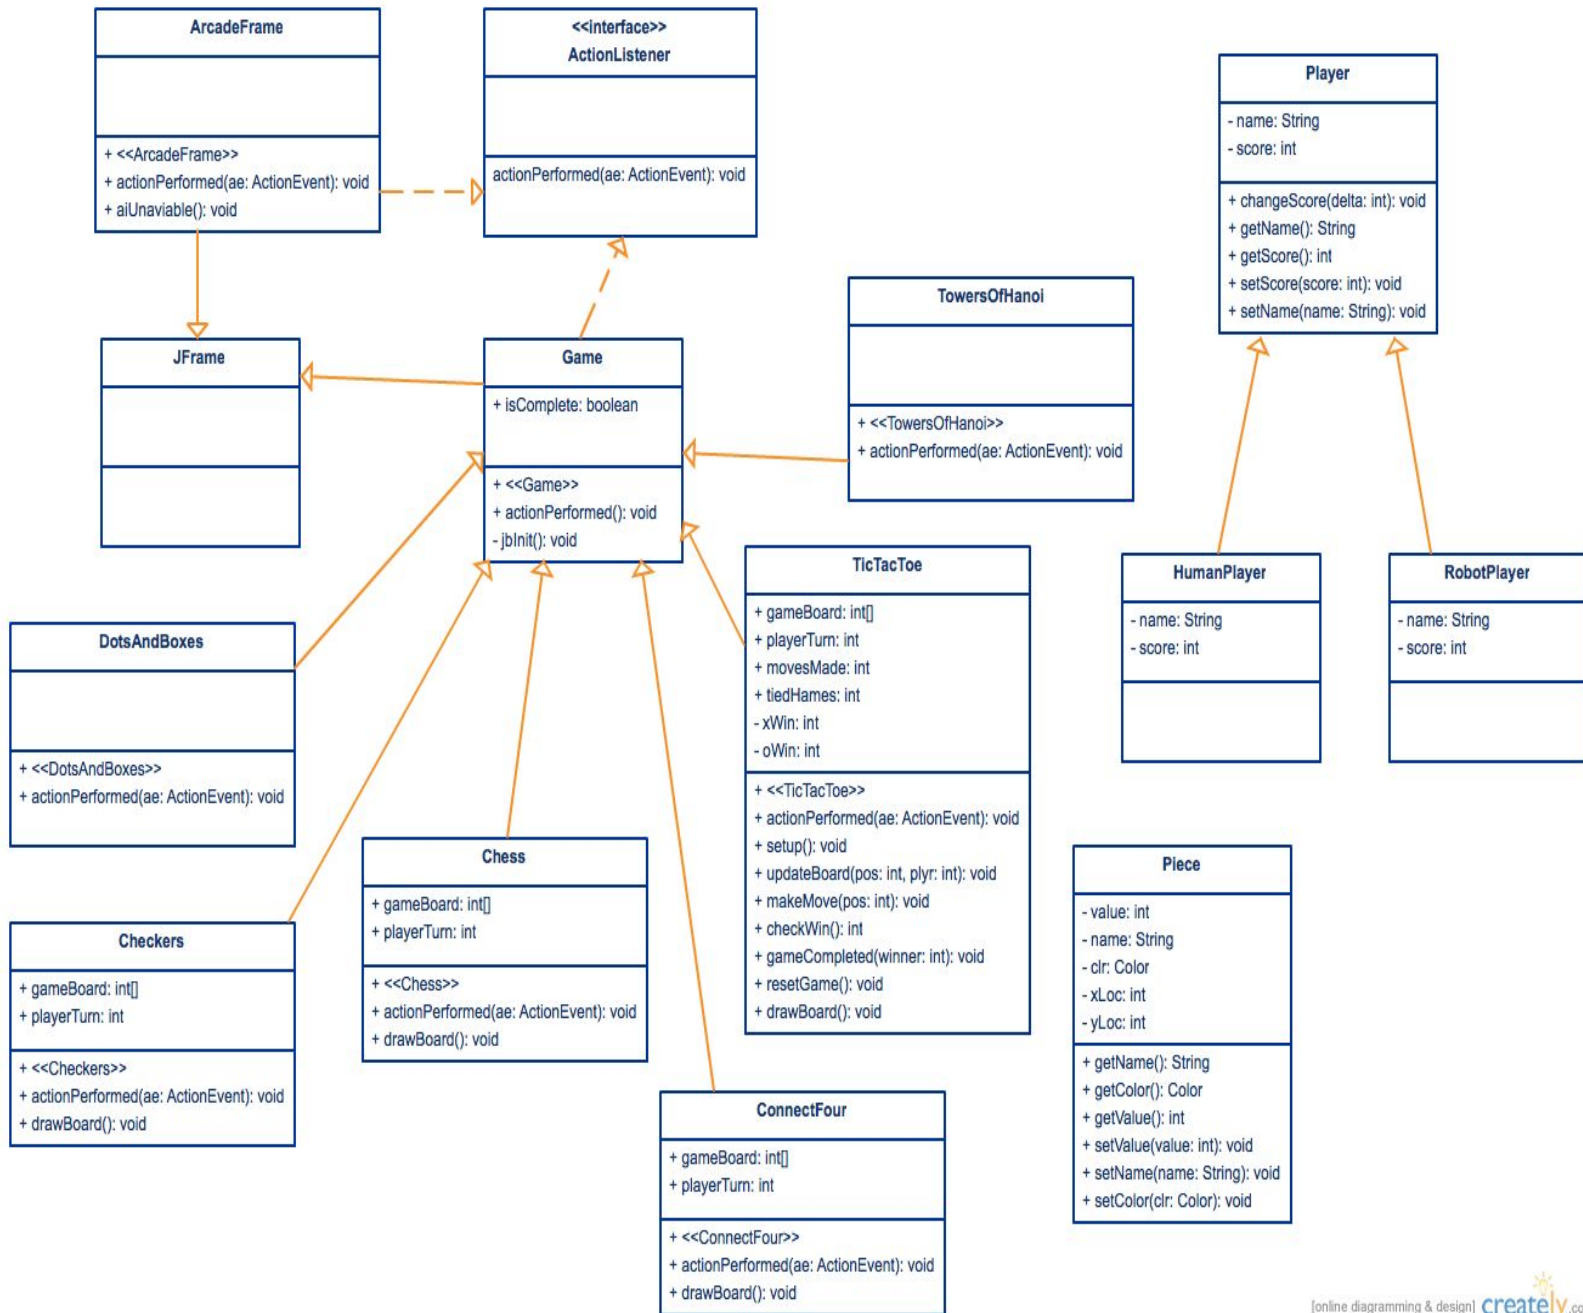 ArcadeFrame
+ <<ArcadeFrame>>
+ actionPerformed(ae: ActionEvent): void
+ aiUnaviable(): void
<<interface>>
ActionListener
actionPerformed(ae: ActionEvent): void
Player
- name: String
- score: int
+ changeScore(delta: int): void
+ getName(): String
+ getScore(): int
+ setScore(score: int): void
+ setName(name: String): void
JFrame
Game
+ isComplete: boolean
+ <<Game>>
+ actionPerformed(): void
- jbInit(): void
TowersOfHanoi
+ <<TowersOfHanoi>>
+ actionPerformed(ae: ActionEvent): void
TicTacToe
+ gameBoard: int[]
+ playerTurn: int
+ movesMade: int
+ tiedHames: int
- xWin: int
- oWin: int
+ <<TicTacToe>>
+ actionPerformed(ae: ActionEvent): void
+ setup(): void
+ updateBoard(pos: int, plyr: int): void
+ makeMove(pos: int): void
+ checkWin(): int
+ gameCompleted(winner: int): void
+ resetGame(): void
+ drawBoard(): void
HumanPlayer
- name: String
- score: int
RobotPlayer
- name: String
- score: int
DotsAndBoxes
+ <<DotsAndBoxes>>
+ actionPerformed(ae: ActionEvent): void
Chess
+ gameBoard: int[]
+ playerTurn: int
+ <<Chess>>
+ actionPerformed(ae: ActionEvent): void
+ drawBoard(): void
Piece
- value: int
- name: String
- clr: Color
- xLoc: int
- yLoc: int
+ getName(): String
+ getColor(): Color
+ getValue(): int
+ setValue(value: int): void
+ setName(name: String): void
+ setColor(clr: Color): void
Checkers
+ gameBoard: int[]
+ playerTurn: int
+ <<Checkers>>
+ actionPerformed(ae: ActionEvent): void
+ drawBoard(): void
ConnectFour
+ gameBoard: int[]
+ playerTurn: int
+ <<ConnectFour>>
+ actionPerformed(ae: ActionEvent): void
+ drawBoard(): void
[online diagramming & design] creately.co